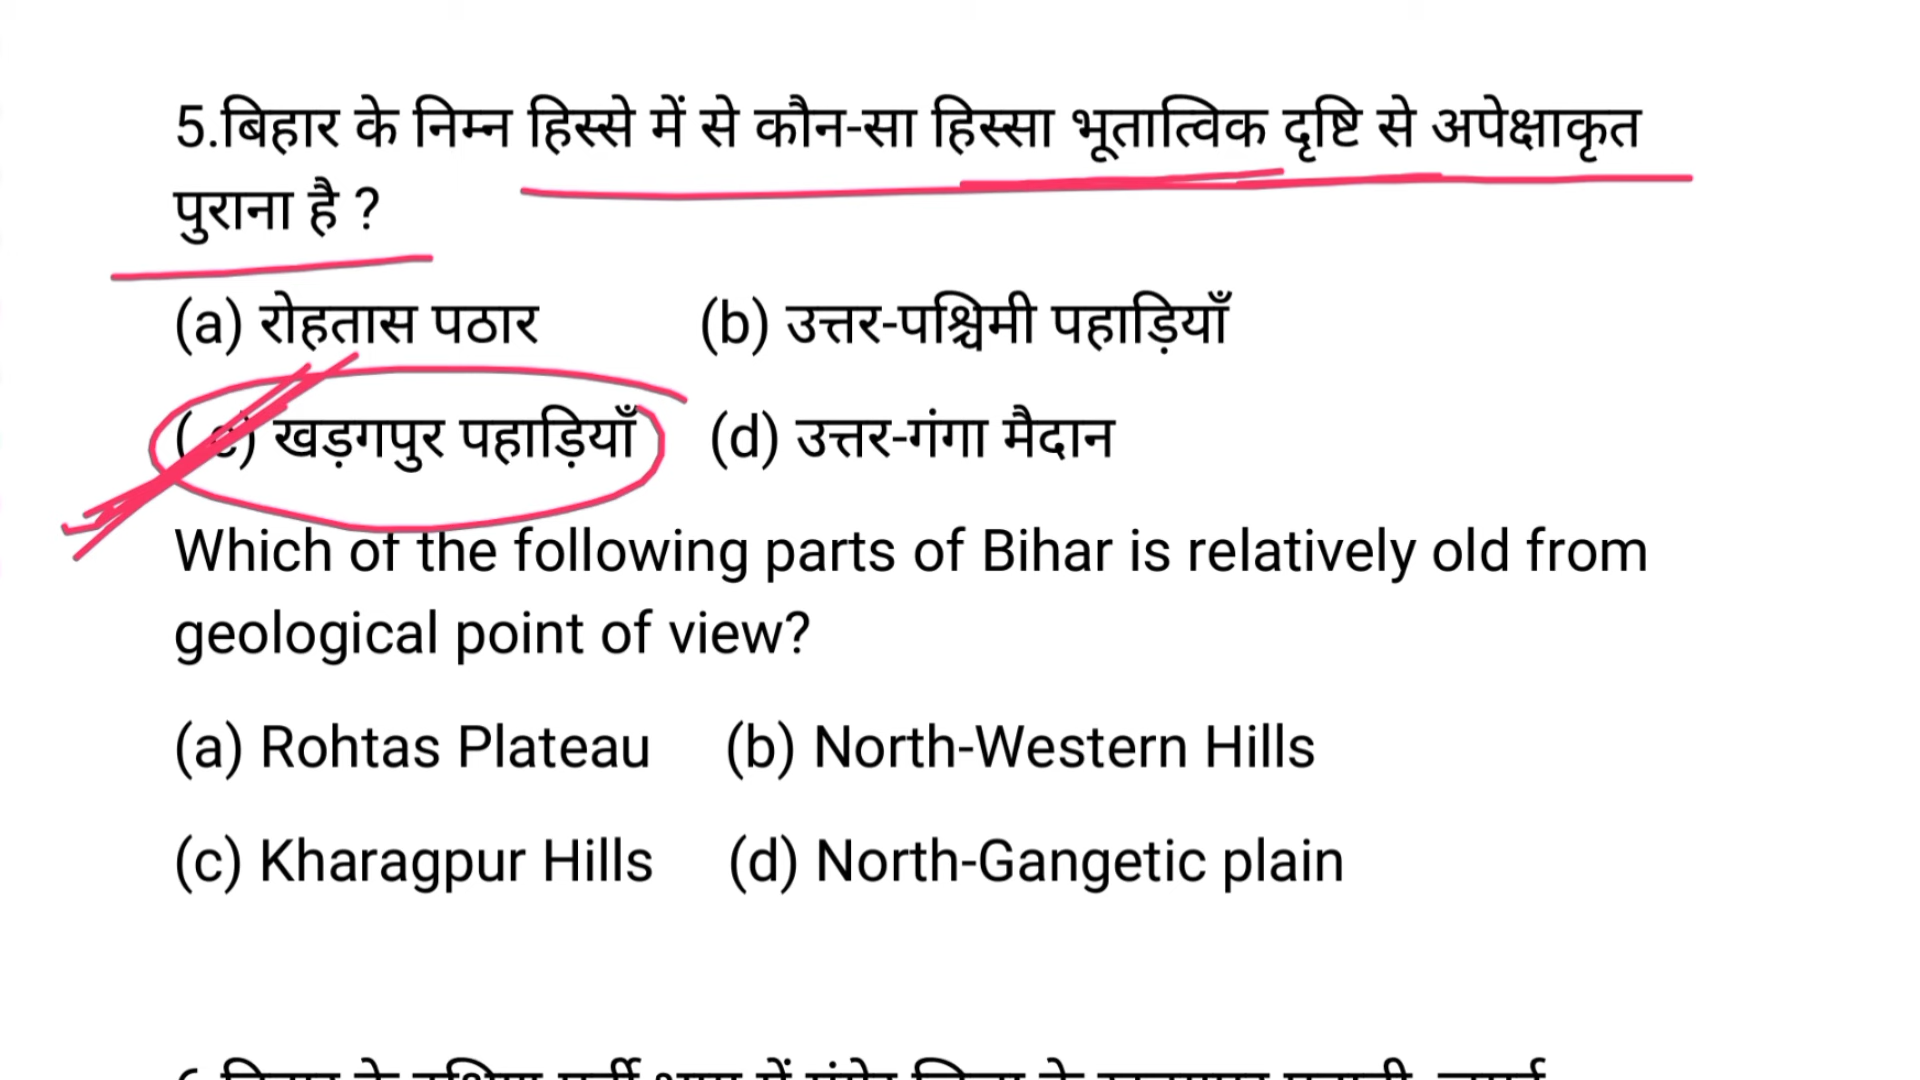 5.बिहार के निम्न हिस्से में से कौन-सा हिस्सा भूतात्विक दृष्टि से अपेक्षाकृत
पुराना है ?
(a) रोहतास पठार (b) उत्तर-पश्चिमी पहाड़ियाँ
(c) खड़गपुर पहाड़ियाँ (d) उत्तर-गंगा मैदान
Which of the following parts of Bihar is relatively old from
geological point of view?
(a) Rohtas Plateau (b) North-Western Hills
(c) Kharagpur Hills (d) North-Gangetic plain